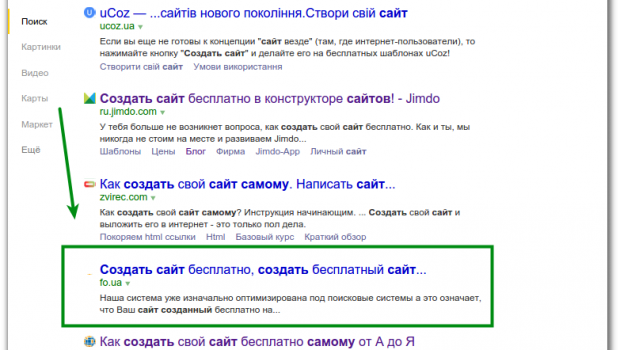 Поиск
Картинки
Видео
Карты
Маркет
Ещё
uCoz — ...сайтів нового покоління.Створи свій сайт
ucoz.ua
Если вы еще не готовы к концепции "сайт везде" (там, где интернет-пользователи), то
нажимайте кнопку "Создать сайт" и делайте его на бесплатных шаблонах uCoz!
Створити свій сайт Умови використання
Создать сайт бесплатно в конструкторе сайтов! - Jimdo
ru.jimdo.com
У тебя больше не возникнет вопроса, как создать свой сайт бесплатно. Как и ты, мы
никогда не стоим на месте и развиваем Jimdo...
Шаблоны Цены Блог Фирма Jimdo-App Личный сайт
Как создать свой сайт самому. Написать сайт...
zvirec.com
Как создать свой сайт самому? Инструкция начинающим. ... Создать свой сайт и
выложить его в интернет - это только пол дела.
Покоряем html ссылки Html Базовый курс Краткий обзор
Создать сайт бесплатно, создать бесплатный сайт...
fo.ua
Наша система уже изначально оптимизирована под поисковые системы а это означает,
что Ваш сайт созданный бесплатно на...
Как создать свой сайт бесплатно самому от А до Я